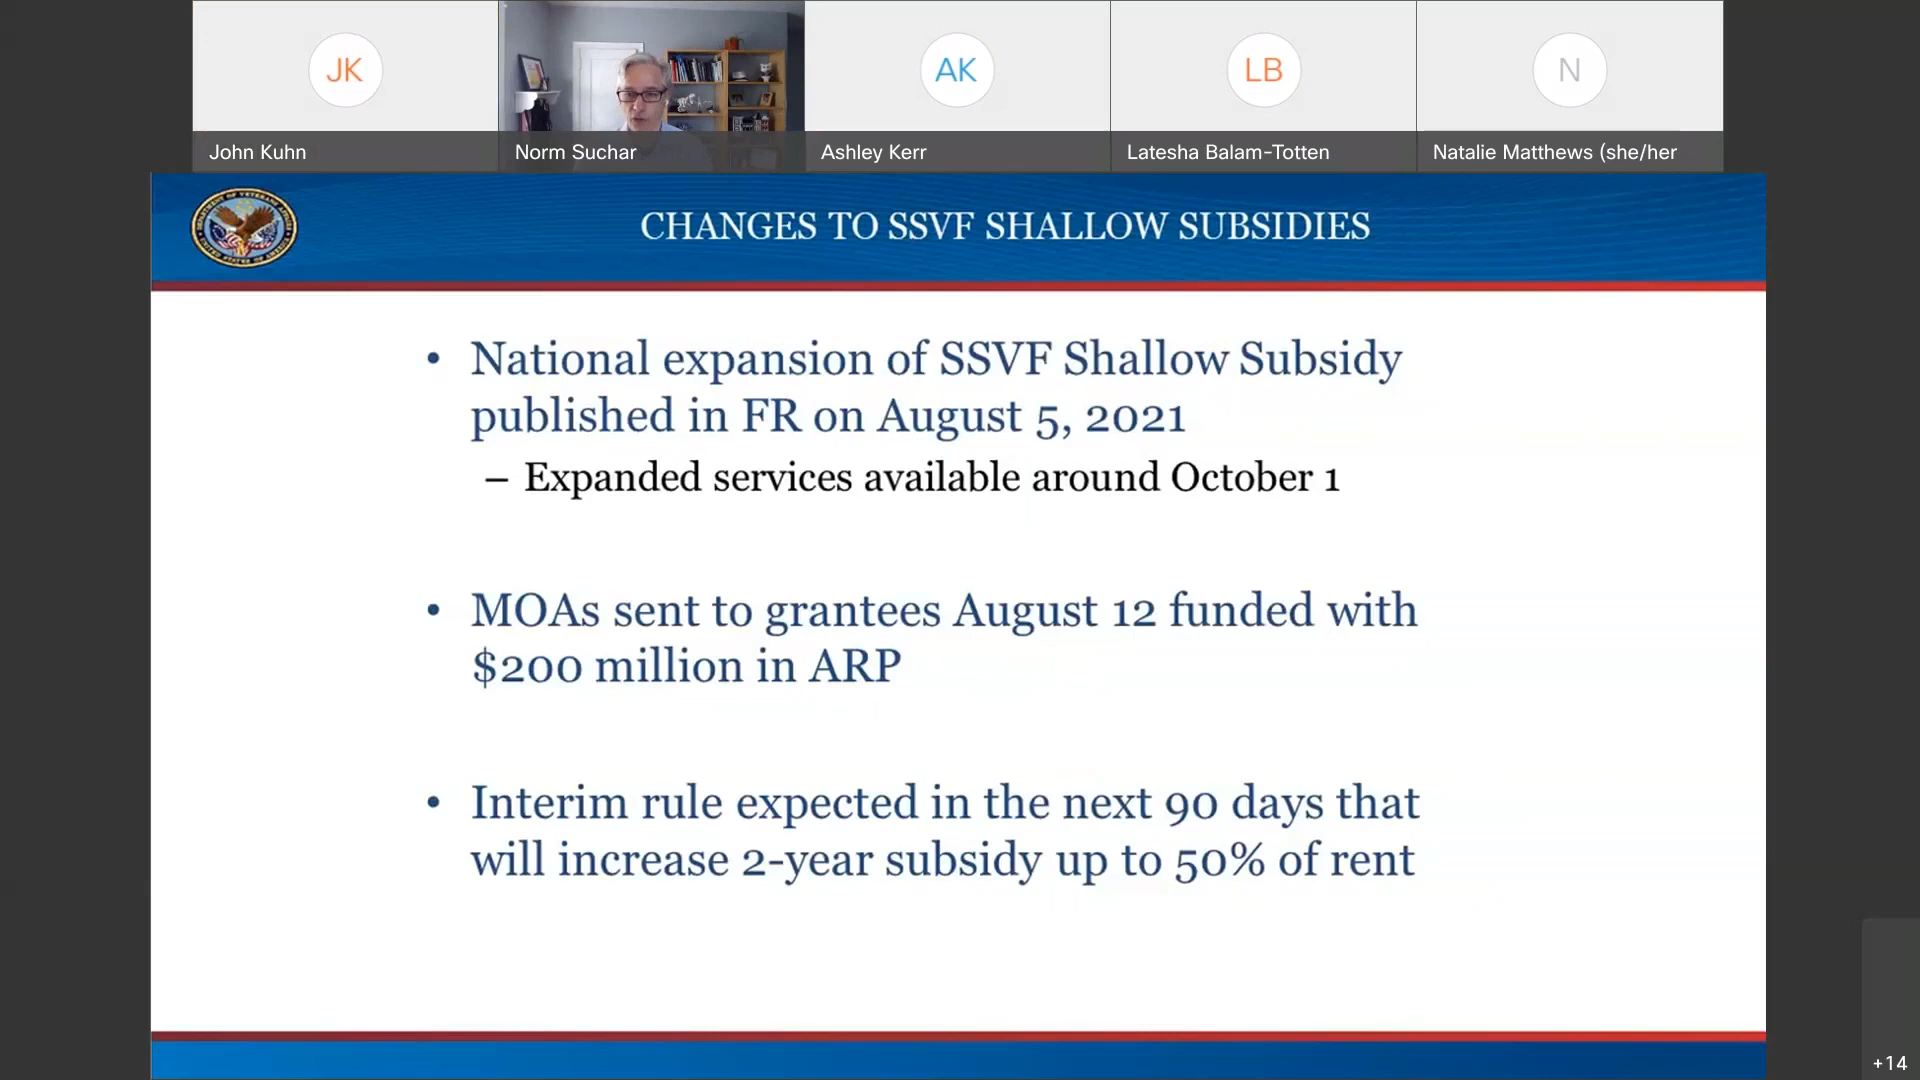 JK
AK
LB
N
John Kuhn
Norm Suchar
Ashley Kerr
Latesha Balam-Totten
Natalie Matthews (she/her
CHANGES TO SSVF SHALLOW SUBSIDIES
• National expansion of SSVF Shallow Subsidy
published in FR on August 5, 2021
– Expanded services available around October 1
• MOAs sent to grantees August 12 funded with
$200 million in ARP
• Interim rule expected in the next 90 days that
will increase 2-year subsidy up to 50% of rent
+14